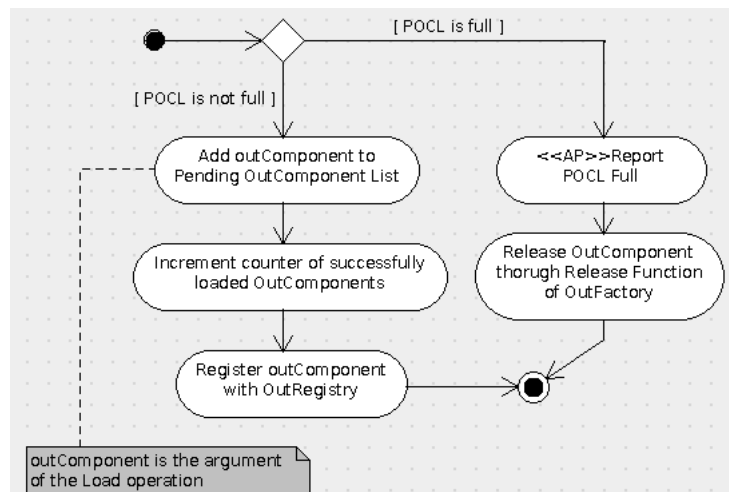 [ POCL is full ]
[ POCL is not full ]
Add outComponent to
Pending OutComponent List
<<AP>>Report
POCL Full
Increment counter of successfully
loaded OutComponents
Release OutComponent
thorugh Release Function
of OutFactory
Register outComponent
with OutRegistry
outComponent is the argument
of the Load operation